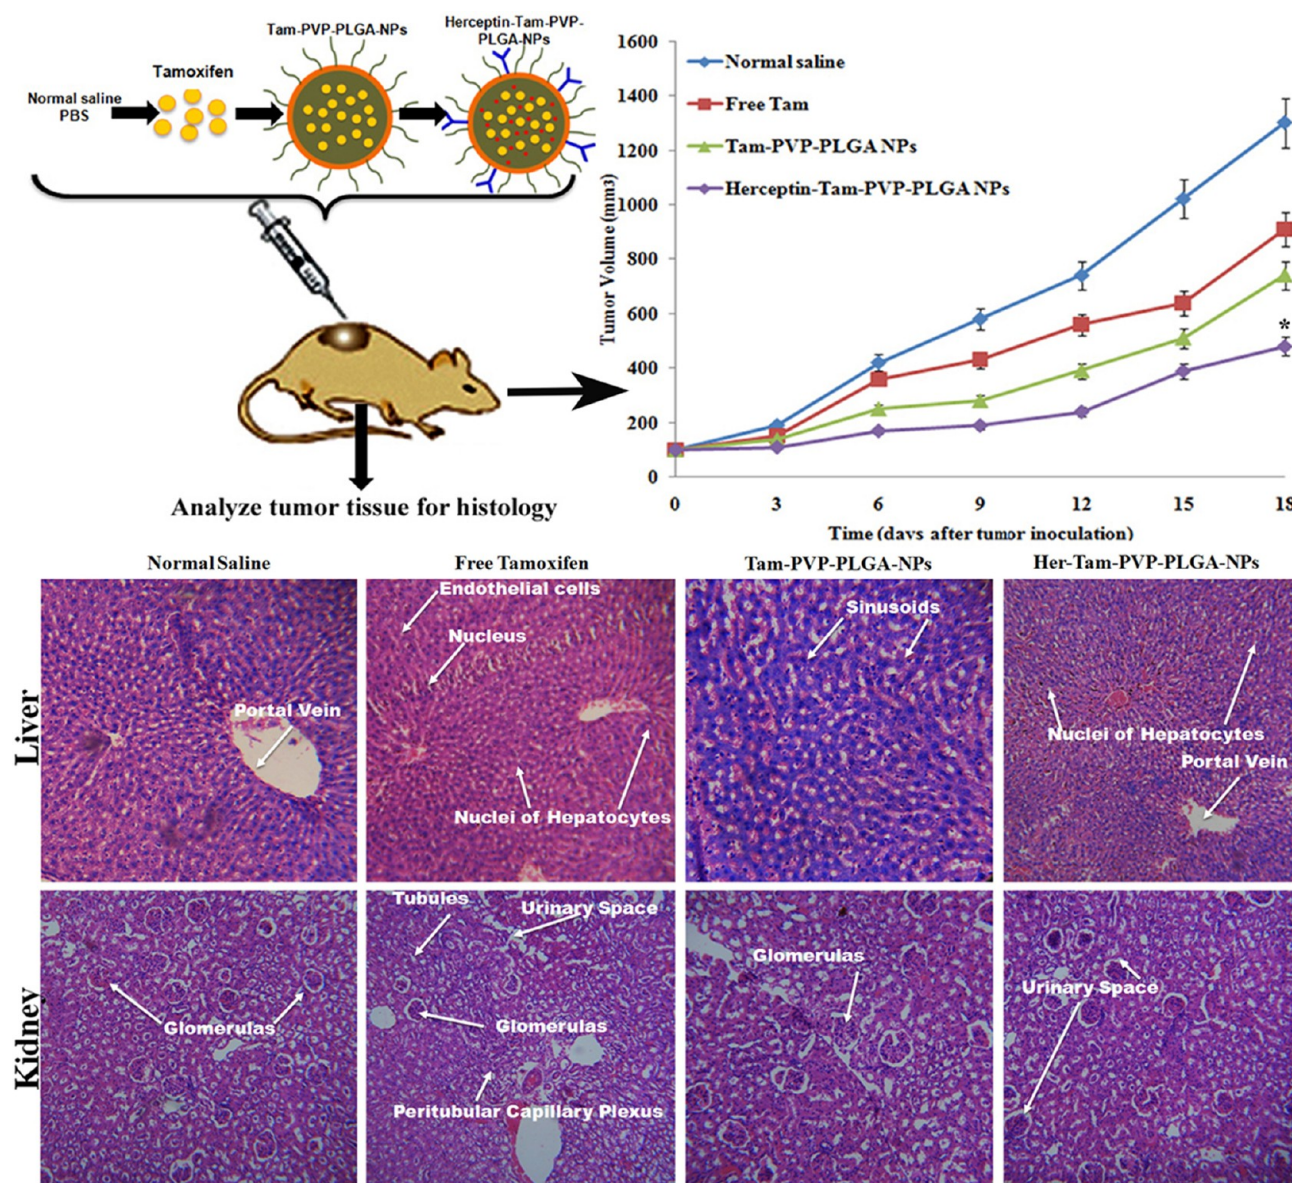 Tam-PVP-PLGA-NPs
Herceptin-Tam-PVP-
PLGA-NPs
Tamoxifen
Normal saline
PBS
Analyze tumor tissue for histology
1600
1400
1200
1000
800
600
400
200
0
Tumor Volume (mm3)
Normal saline
Free Tam
Tam-PVP-PLGA NPs
Herceptin-Tam-PVP-PLGA NPs
*
0 3 6 9 12 15 18
Time (days after tumor inoculation)
Normal Saline Free Tamoxifen Tam-PVP-PLGA-NPs Her-Tam-PVP-PLGA-NPs
Liver
Portal Vein
Endothelial cells
Nucleus
Nuclei of Hepatocytes
Sinusoids
Nuclei of Hepatocytes
Portal Vein
Kidney
Glomerulas
Tubules
Urinary Space
Glomerulas
Peritubular Capillary Plexus
Glomerulas
Urinary Space